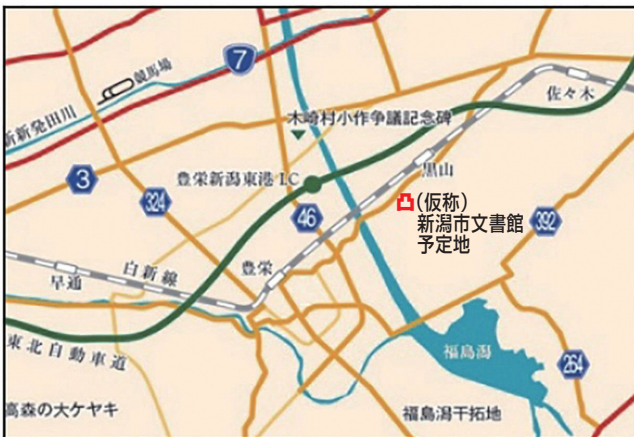 7
競馬場
新新発田川
木崎村小作争議記念碑
佐々木
3
324
豊栄新潟東港 I.C
46
黒山
(仮称)
新潟市文書館
予定地
392
早通
白新線
豊栄
東北自動車道
福島潟
264
高森の大ケヤキ
福島潟干拓地